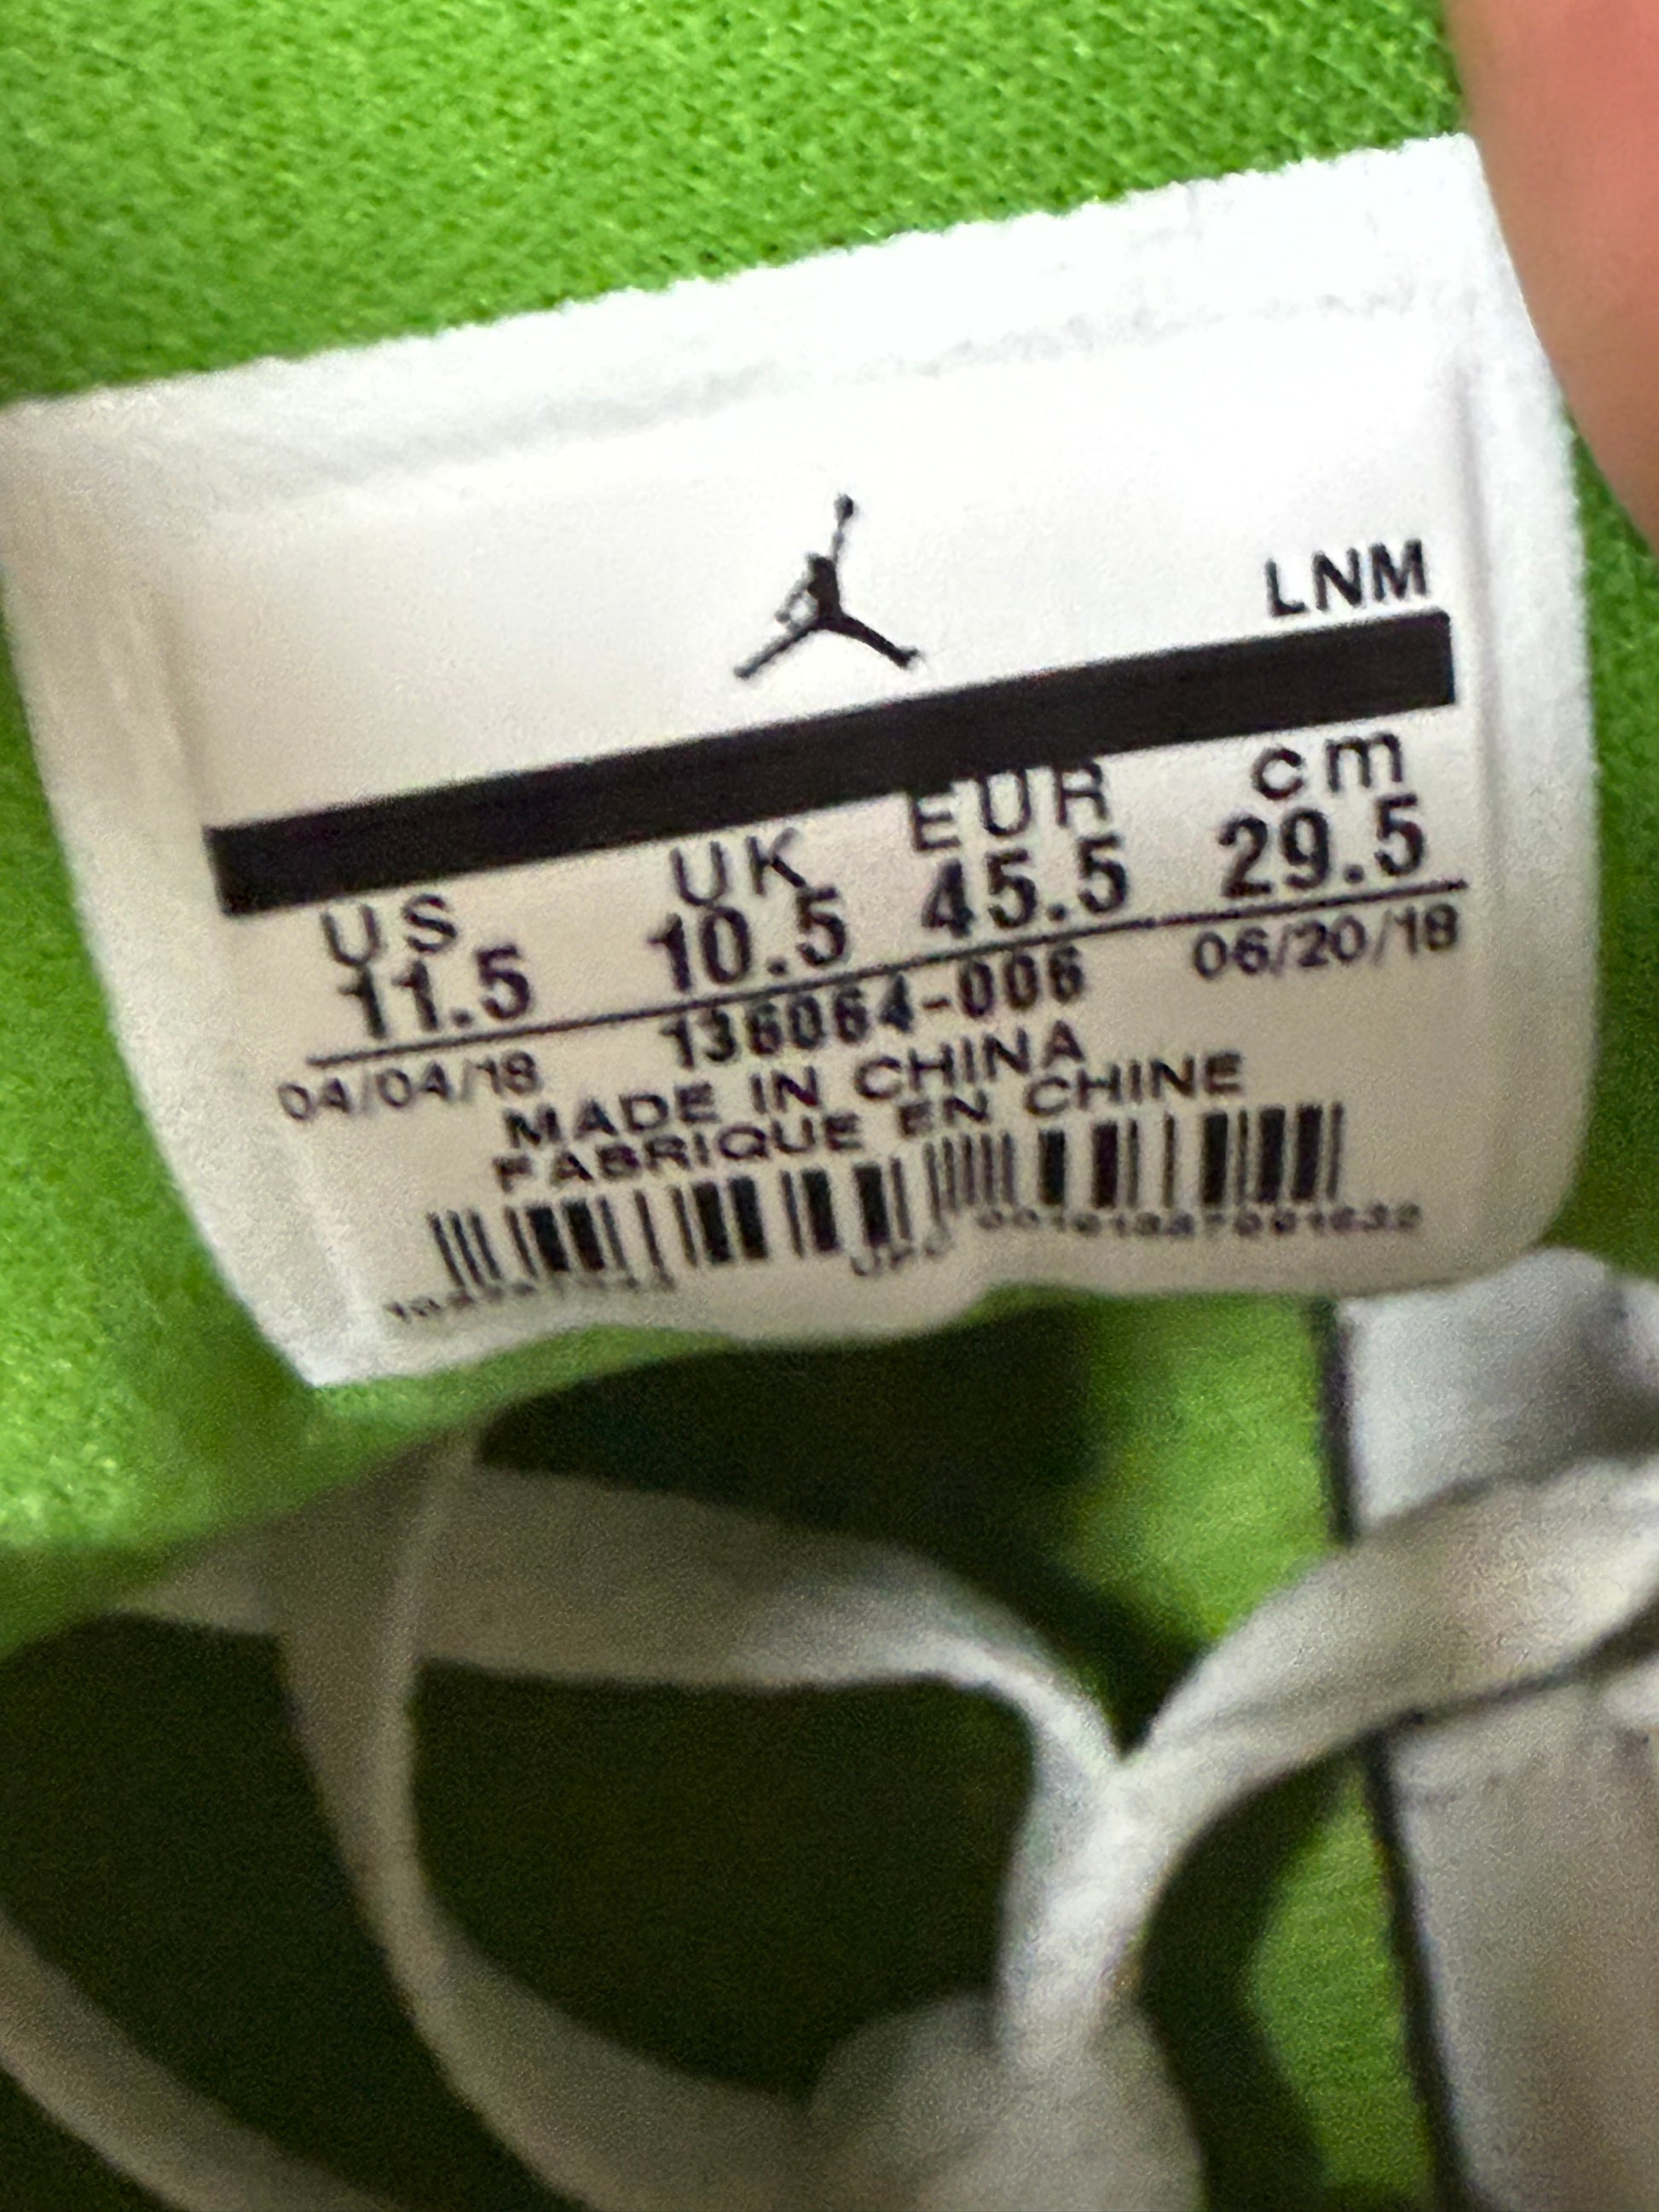 LNM
US UK EUR cm
11.5 10.5 45.5 29.5
04/04/18 136064-006 06/20/18
MADE IN CHINA
FABRIQUE EN CHINE
UPC